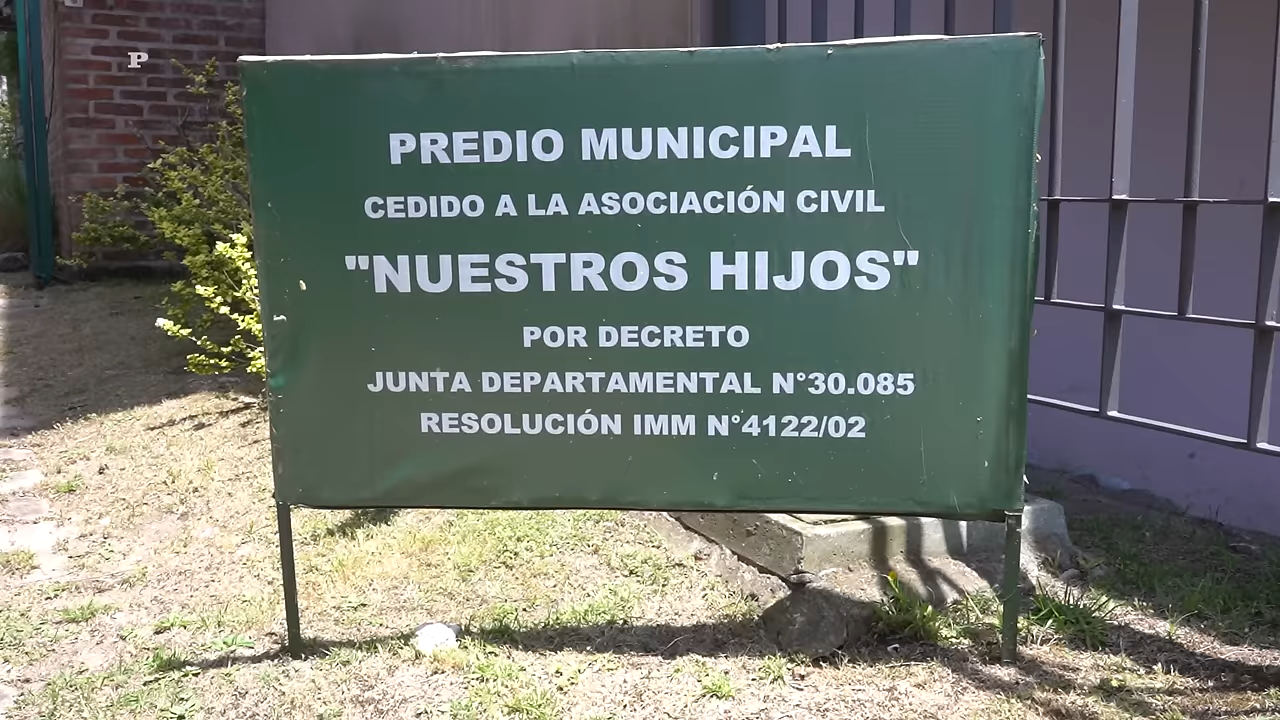 P
PREDIO MUNICIPAL
CEDIDO A LA ASOCIACIÓN CIVIL
"NUESTROS HIJOS"
POR DECRETO
JUNTA DEPARTAMENTAL N°30.085
RESOLUCIÓN IMM N°4122/02